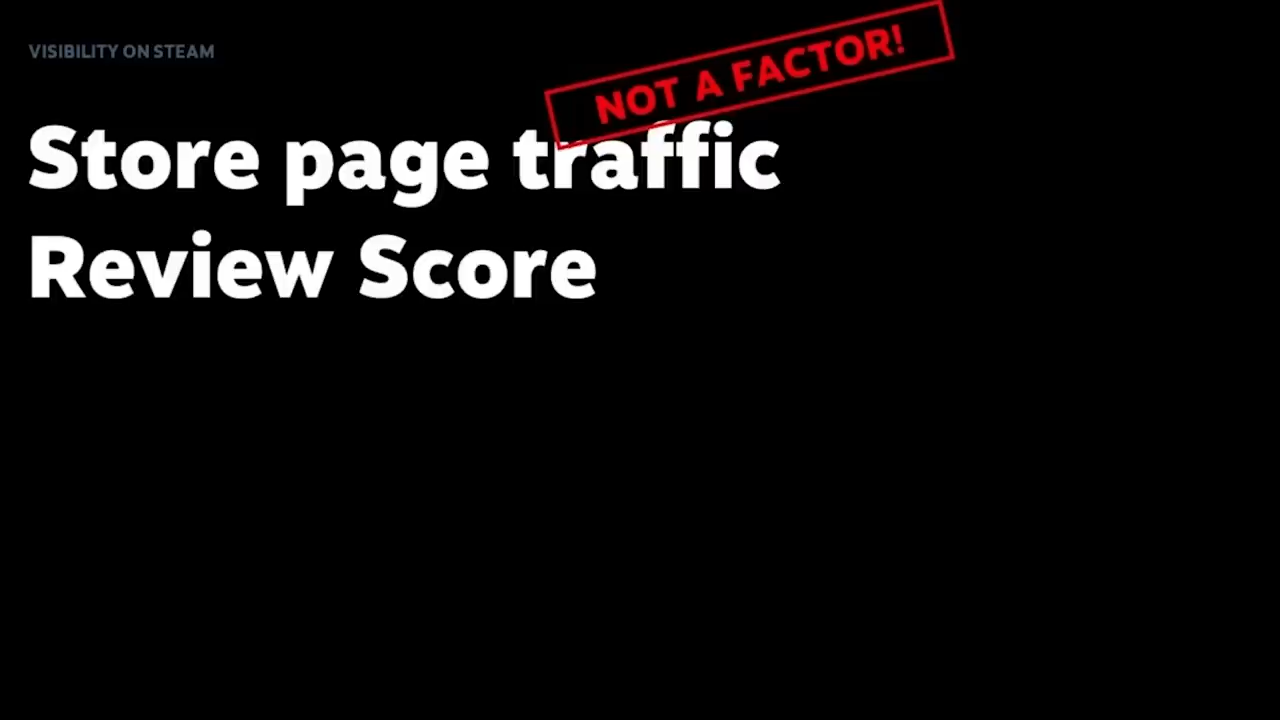 VISIBILITY ON STEAM
NOT A FACTOR!
Store page traffic
Review Score